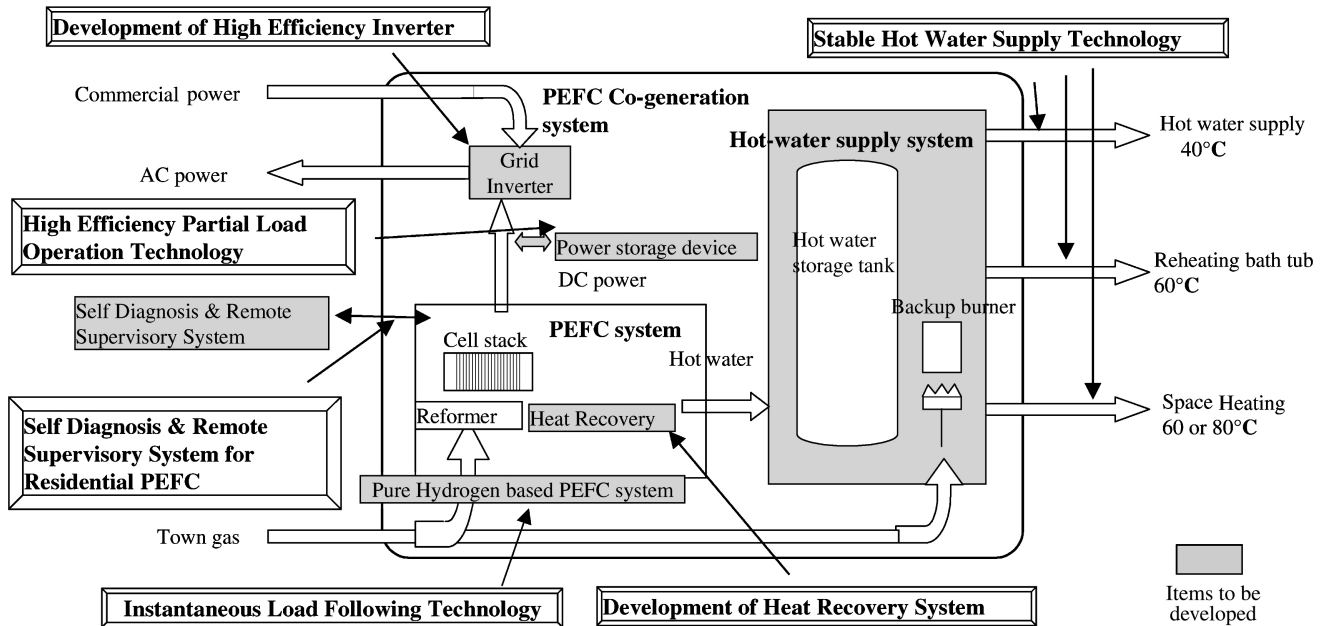 Development of High Efficiency Inverter
Stable Hot Water Supply Technology
Commercial power
PEFC Co-generation
system
Hot-water supply system
Hot water supply
40°C
Grid
Inverter
AC power
High Efficiency Partial Load
Operation Technology
Power storage device
DC power
Hot water
storage tank
Reheating bath tub
60°C
Self Diagnosis & Remote
Supervisory System
PEFC system
Backup burner
Cell stack
Hot water
Reformer
Heat Recovery
Space Heating
60 or 80°C
Self Diagnosis & Remote
Supervisory System for
Residential PEFC
Pure Hydrogen based PEFC system
Town gas
Instantaneous Load Following Technology
Development of Heat Recovery System
Items to be
developed